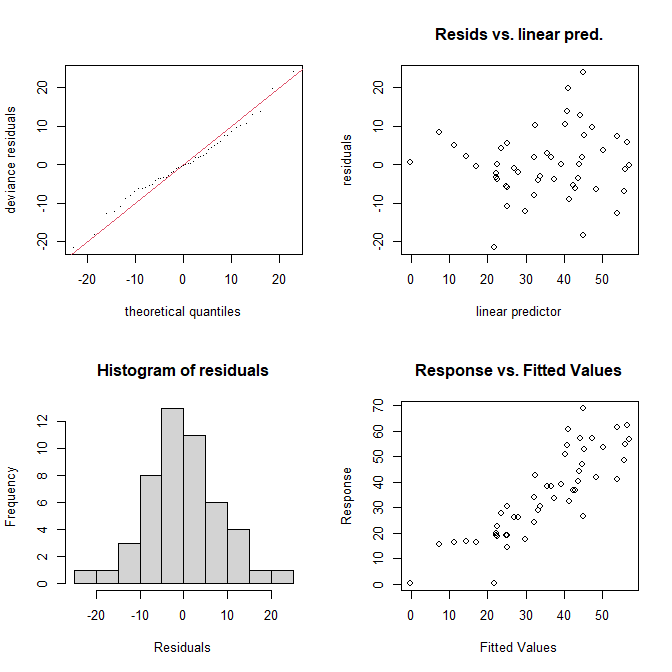 deviance residuals
-20 -10 0 10 20
-20 -10 0 10 20
theoretical quantiles
Resids vs. linear pred.
residuals
-20 -10 0 10 20
0 10 20 30 40 50
linear predictor
Histogram of residuals
Frequency
0 2 4 6 8 10 12
-20 -10 0 10 20
Residuals
Response vs. Fitted Values
Response
0 10 20 30 40 50 60 70
0 10 20 30 40 50
Fitted Values